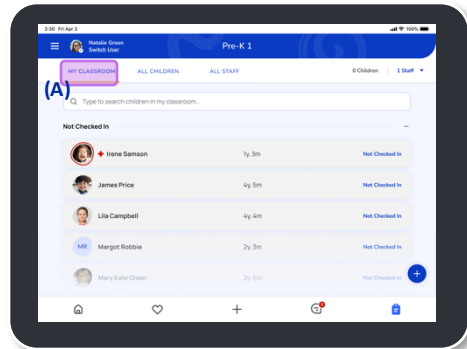 2:30 Fri Apr 2
100%
Natalie Green
Switch User
Pre-K 1
MY CLASSROOM ALL CHILDREN ALL STAFF 0 Children 1 Staff
(A)
Type to search children in my classroom..
Not Checked In
Irene Samson 1y, 3m Not Checked In
James Price 4y, 5m Not Checked In
Lila Campbell 4y, 4m Not Checked In
MR Margot Robbie 2y, 3m Not Checked In
Mary Kate Olsen 2y, 6m Not Checked In